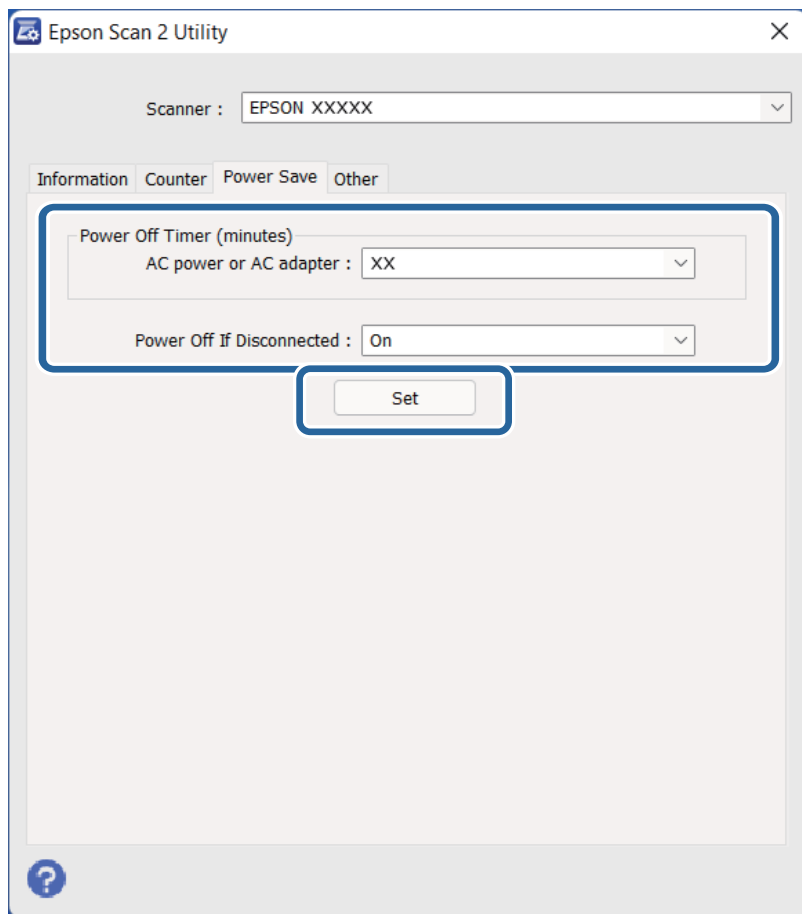 Epson Scan 2 Utility
Scanner : EPSON XXXXX
Information Counter Power Save Other
Power Off Timer (minutes)
AC power or AC adapter : XX
Power Off If Disconnected : On
Set
?